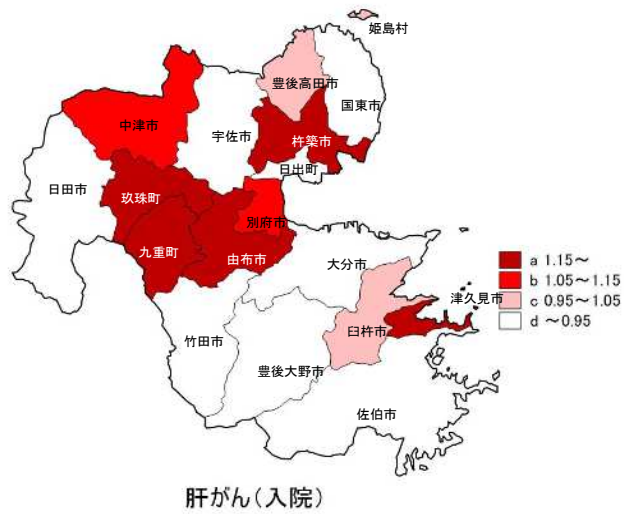 姫島村
豊後高田市
国東市
中津市
宇佐市
杵築市
日出町
日田市
玖珠町
別府市
九重町
由布市
大分市
a 1.15～
b 1.05～1.15
c 0.95～1.05
d ～0.95
津久見市
臼杵市
竹田市
豊後大野市
佐伯市
肝がん(入院)